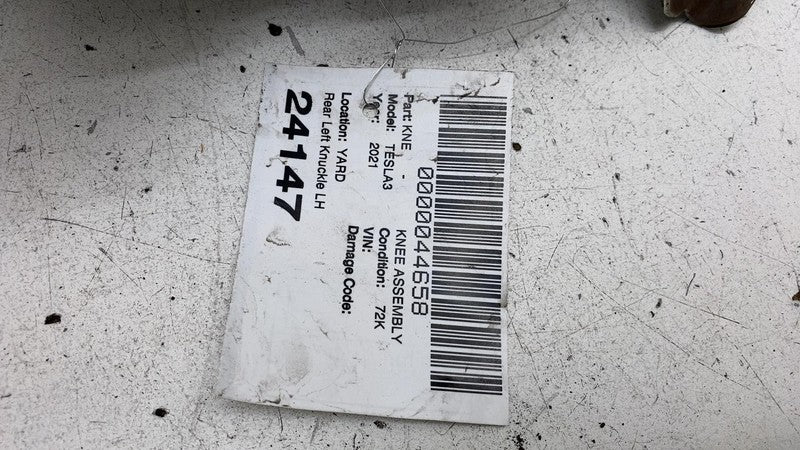 0000044658
Part: KNE - KNEE ASSEMBLY
Model: TESLA3 Condition: 72K
Year: 2021 VIN:
Damage Code:
Location: YARD
Rear Left Knuckle LH
24147